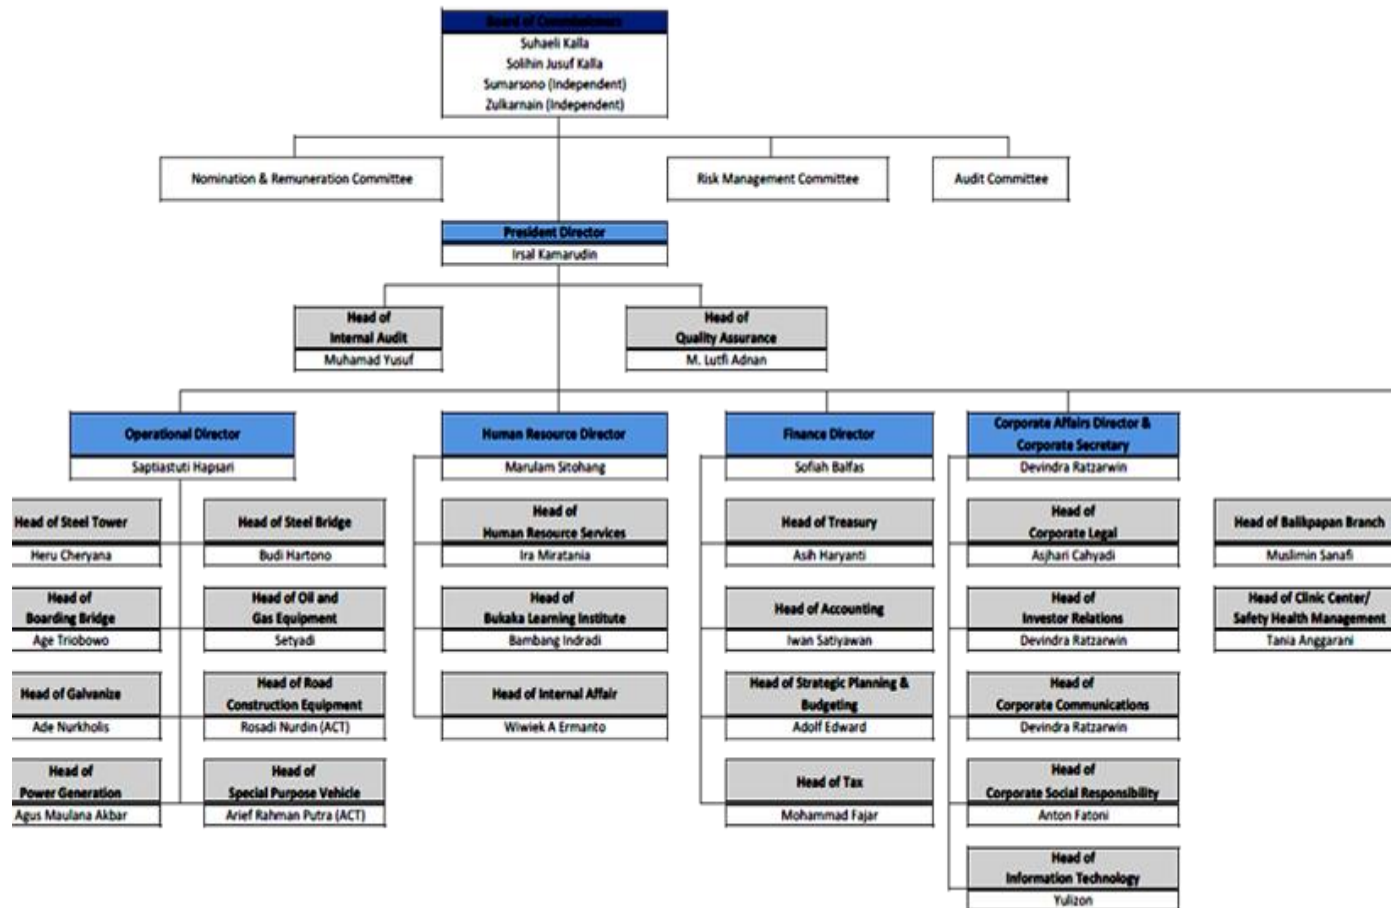 Board of Commissioners
Suhaeli Kalla
Solihin Jusuf Kalla
Sumarsono (Independent)
Zulkarnain (Independent)
Nomination & Remuneration Committee
Risk Management Committee
Audit Committee
President Director
Irsal Kamarudin
Head of
Internal Audit
Muhamad Yusuf
Head of
Quality Assurance
M. Lutfi Adnan
Operational Director
Saptiastuti Hapsari
Human Resource Director
Marulam Sitohang
Finance Director
Sofiah Balfas
Corporate Affairs Director &
Corporate Secretary
Devindra Ratzarwin
Head of Steel Tower
Heru Cheryana
Head of Steel Bridge
Budi Hartono
Head of
Human Resource Services
Ira Miratania
Head of Treasury
Asih Haryanti
Head of
Corporate Legal
Asjhari Cahyadi
Head of Balikpapan Branch
Muslimin Sanafi
Head of
Boarding Bridge
Age Triobowo
Head of Oil and
Gas Equipment
Setyadi
Head of
Bukaka Learning Institute
Bambang Indradi
Head of Accounting
Iwan Satiyawan
Head of
Investor Relations
Devindra Ratzarwin
Head of Clinic Center/
Safety Health Management
Tania Anggarani
Head of Galvanize
Ade Nurkholis
Head of Road
Construction Equipment
Rosadi Nurdin (ACT)
Head of Internal Affair
Wiwiek A Ermanto
Head of Strategic Planning &
Budgeting
Adolf Edward
Head of
Corporate Communications
Devindra Ratzarwin
Head of
Power Generation
Agus Maulana Akbar
Head of
Special Purpose Vehicle
Arief Rahman Putra (ACT)
Head of Tax
Mohammad Fajar
Head of
Corporate Social Responsibility
Anton Fatoni
Head of
Information Technology
Yulizon